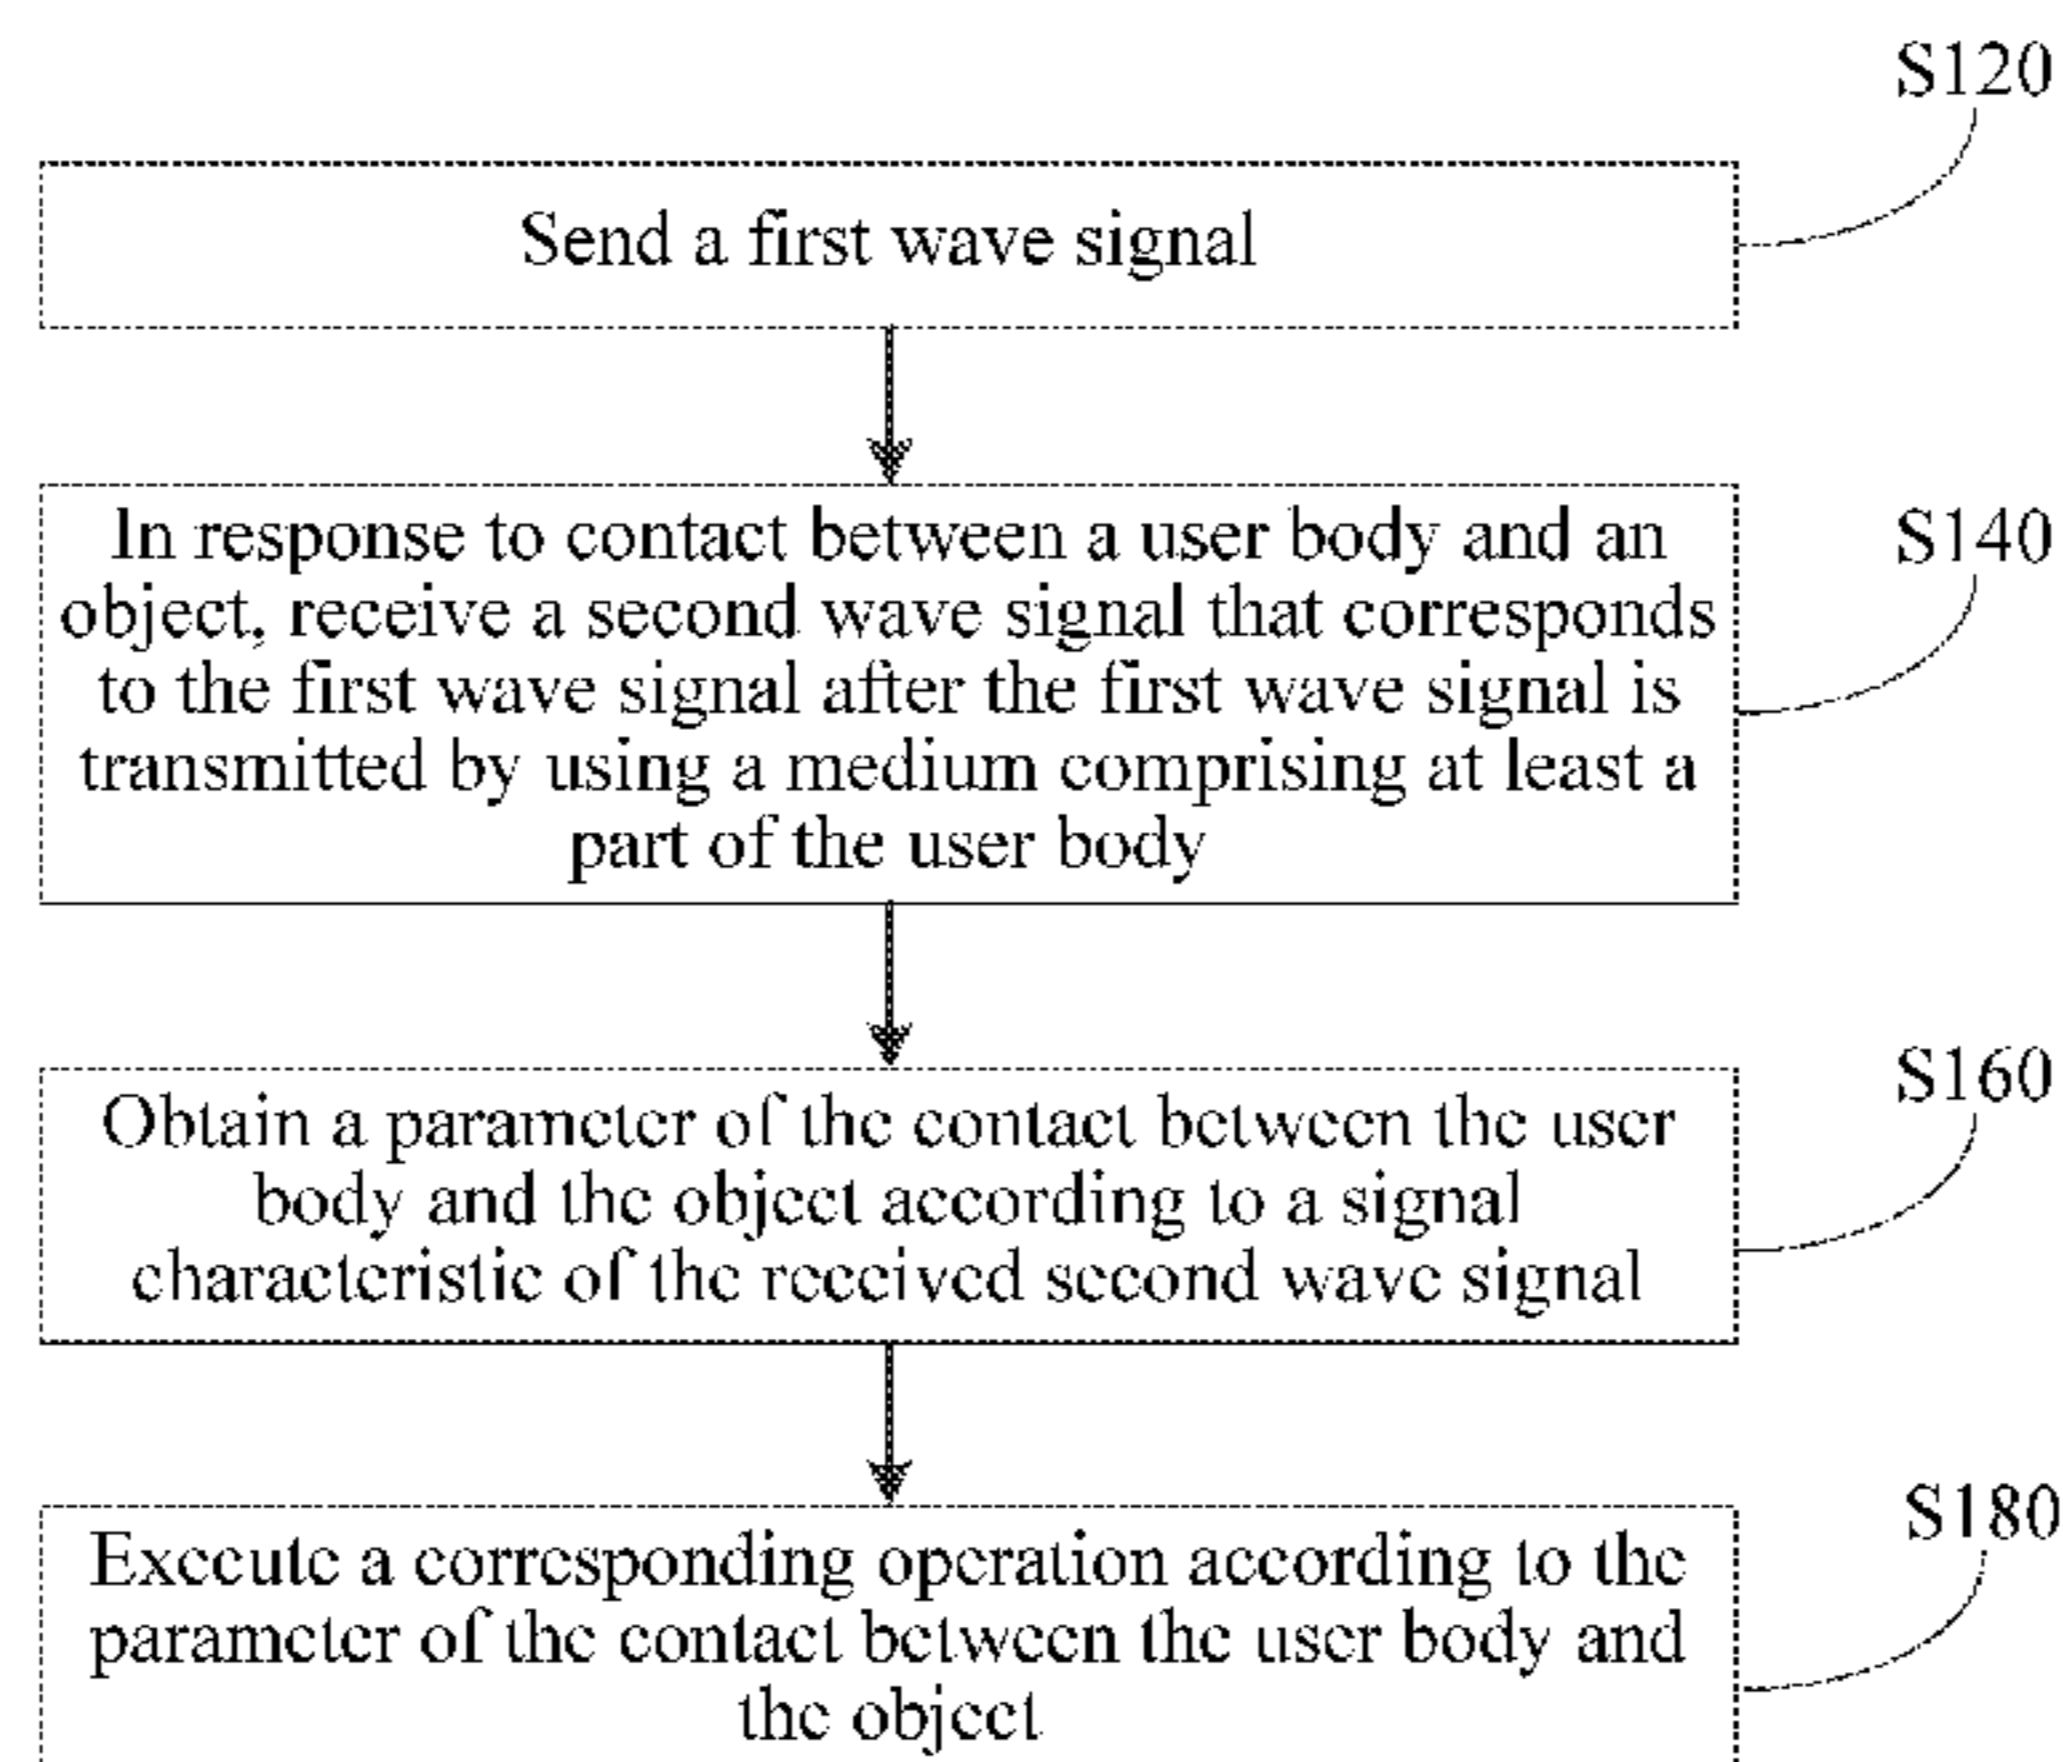 S120
Send a first wave signal
In response to contact between a user body and an
S140
object, receive a second wave signal that corresponds
to the first wave signal after the first wave signal is
transmitted by using a medium comprising at least a
part of the user body
S160
Obtain a parameter of the contact between the user
body and the object according to a signal
characteristic of the received second wave signal
S180
Execute a corresponding operation according to the
parameter of the contact between the user body and
the object